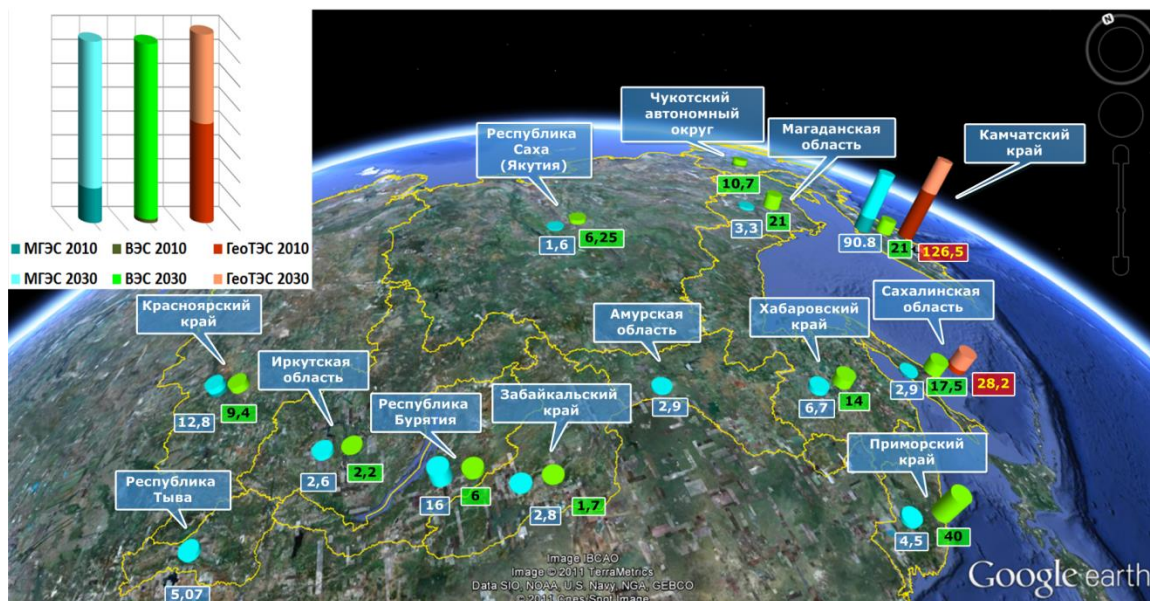 МГЭС 2010
ВЭС 2010
ГеоТЭС 2010
МГЭС 2030
ВЭС 2030
ГеоТЭС 2030
N
Чукотский
автономный
округ
10,7
Магаданская
область
3,3
21
Камчатский
край
90.8
21
126,5
Республика
Саха
(Якутия)
1,6
6,25
Красноярский
край
12,8
9,4
Иркутская
область
2,6
2,2
Республика
Бурятия
16
6
Забайкальский
край
2,8
1,7
Амурская
область
2,9
Хабаровский
край
6,7
14
Сахалинская
область
2,9
17,5
28,2
Приморский
край
4,5
40
Республика
Тыва
5,07
Image IBCAO
Image © 2011 TerraMetrics
Data SIO, NOAA, U.S. Navy, NGA, GEBCO
© 2011 Cnes/Spot Image
Google earth